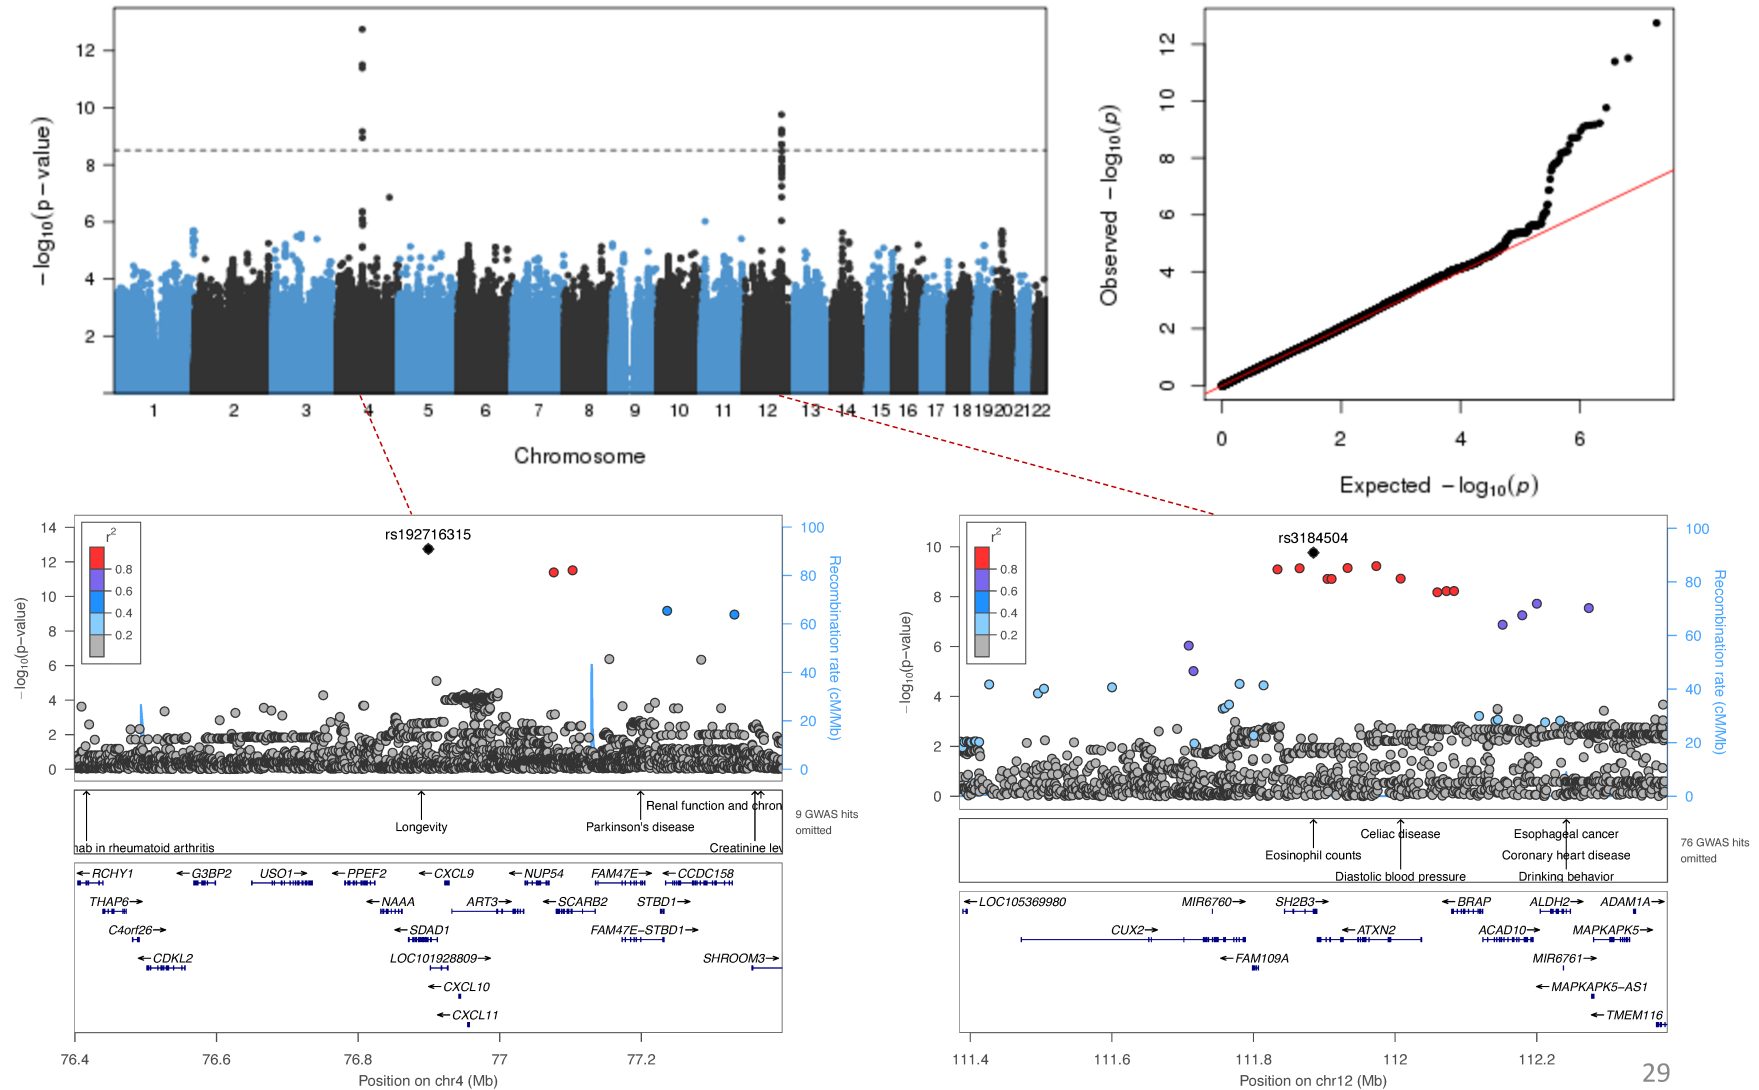 12
10
8
6
4
2
−log10(p−value)
1 2 3 4 5 6 7 8 9 10 11 12 13 14 15 16 17 18 19 20 21 22
Chromosome
12
10
8
6
4
2
0
Observed −log10(p)
0 2 4 6
Expected −log10(p)
14
12
10
8
6
4
2
0
−log10(p−value)
r2
0.8
0.6
0.4
0.2
rs192716315
100
80
60
40
20
0
Recombination rate (cM/Mb)
Renal function and chron
Longevity
Parkinson's disease
nab in rheumatoid arthritis
Creatinine lev
9 GWAS hits
omitted
RCHY1 G3BP2 USO1 PPEF2 CXCL9 NUP54 FAM47E CCDC158
THAP6 NAAA ART3 SCARB2 STBD1
C4orf26 SDAD1 FAM47E−STBD1
CDKL2 LOC101928809 SHROOM3
CXCL10
CXCL11
76.4 76.6 76.8 77 77.2
Position on chr4 (Mb)
10
8
6
4
2
0
−log10(p−value)
r2
0.8
0.6
0.4
0.2
rs3184504
100
80
60
40
20
0
Recombination rate (cM/Mb)
Celiac disease
Esophageal cancer
Eosinophil counts
Coronary heart disease
Diastolic blood pressure
Drinking behavior
76 GWAS hits
omitted
LOC105369980 MIR6760 SH2B3 BRAP ALDH2 ADAM1A
CUX2 ATXN2 ACAD10 MAPKAPK5
FAM109A MIR6761
MAPKAPK5−AS1
TMEM116
111.4 111.6 111.8 112 112.2
Position on chr12 (Mb)
29